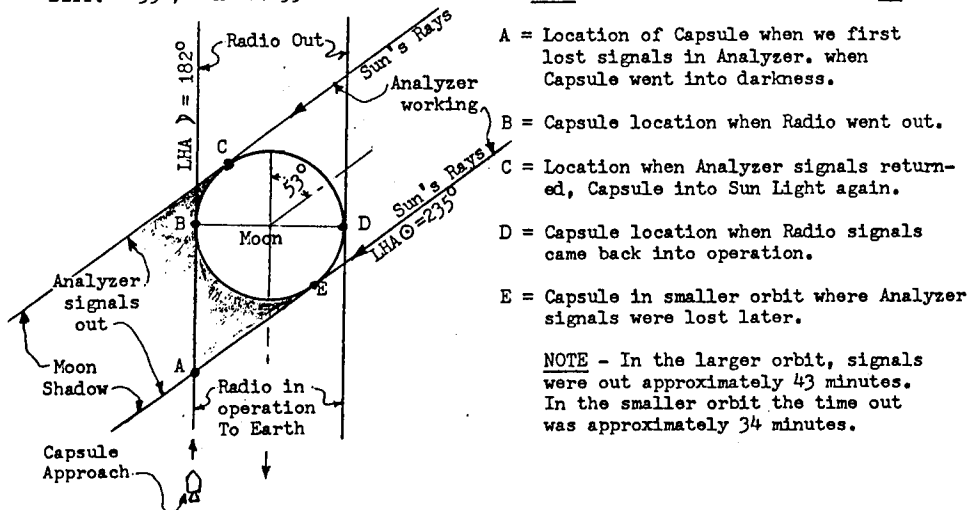 Radio Out
LHA ☽ = 182°
Sun's Rays
Analyzer
working
A = Location of Capsule when we first
lost signals in Analyzer. when
Capsule went into darkness.
B = Capsule location when Radio went out.
C = Location when Analyzer signals return-
ed, Capsule into Sun Light again.
D = Capsule location when Radio signals
came back into operation.
E = Capsule in smaller orbit where Analyzer
signals were lost later.
NOTE - In the larger orbit, signals
were out approximately 43 minutes.
In the smaller orbit the time out
was approximately 34 minutes.
C
53°
Sun's Rays
LHA ☉ = 235°
B
Moon
D
E
Analyzer
signals
out
A
Moon
Shadow
Radio in
operation
To Earth
Capsule
Approach